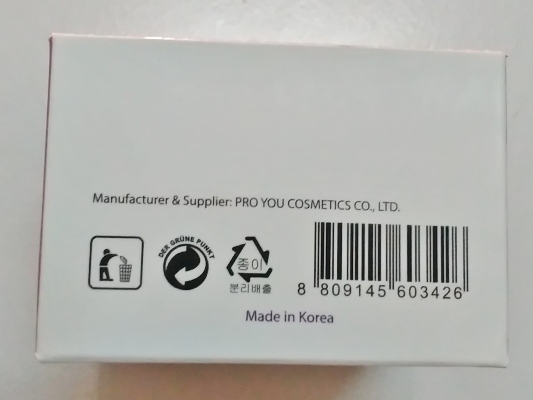 Manufacturer & Supplier: PRO YOU COSMETICS CO., LTD.
DER GRÜNE PUNKT
종이
분리배출
8 809145 603426
Made in Korea